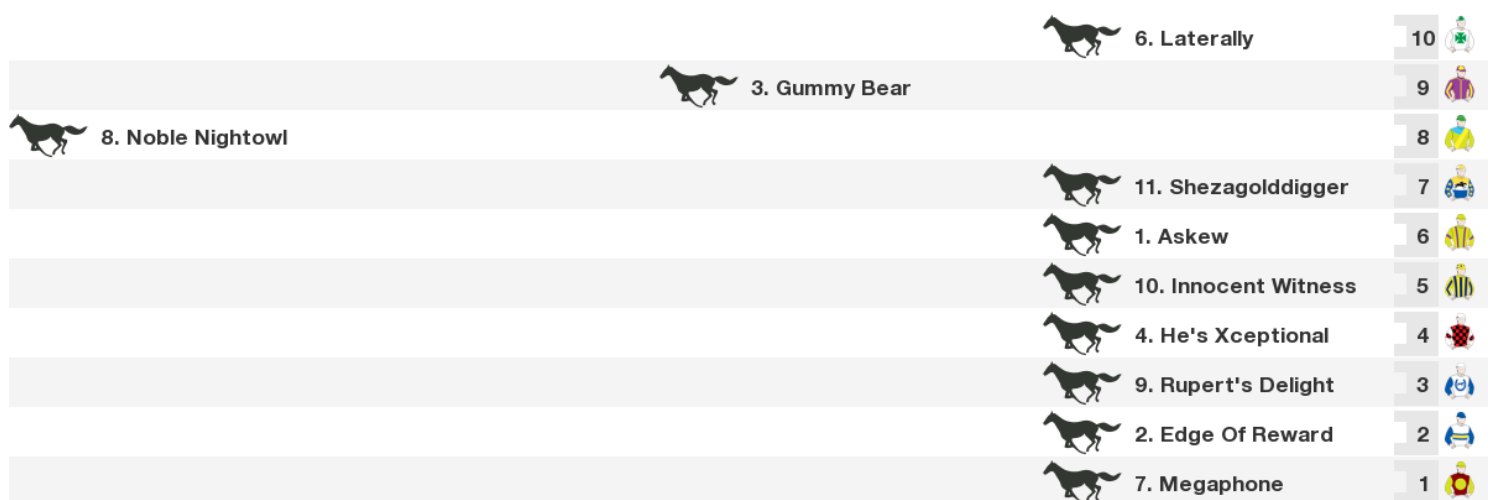 6. Laterally 10
3. Gummy Bear 9
8. Noble Nightowl 8
11. Shezagolddigger 7
1. Askew 6
10. Innocent Witness 5
4. He's Xceptional 4
9. Rupert's Delight 3
2. Edge Of Reward 2
7. Megaphone 1